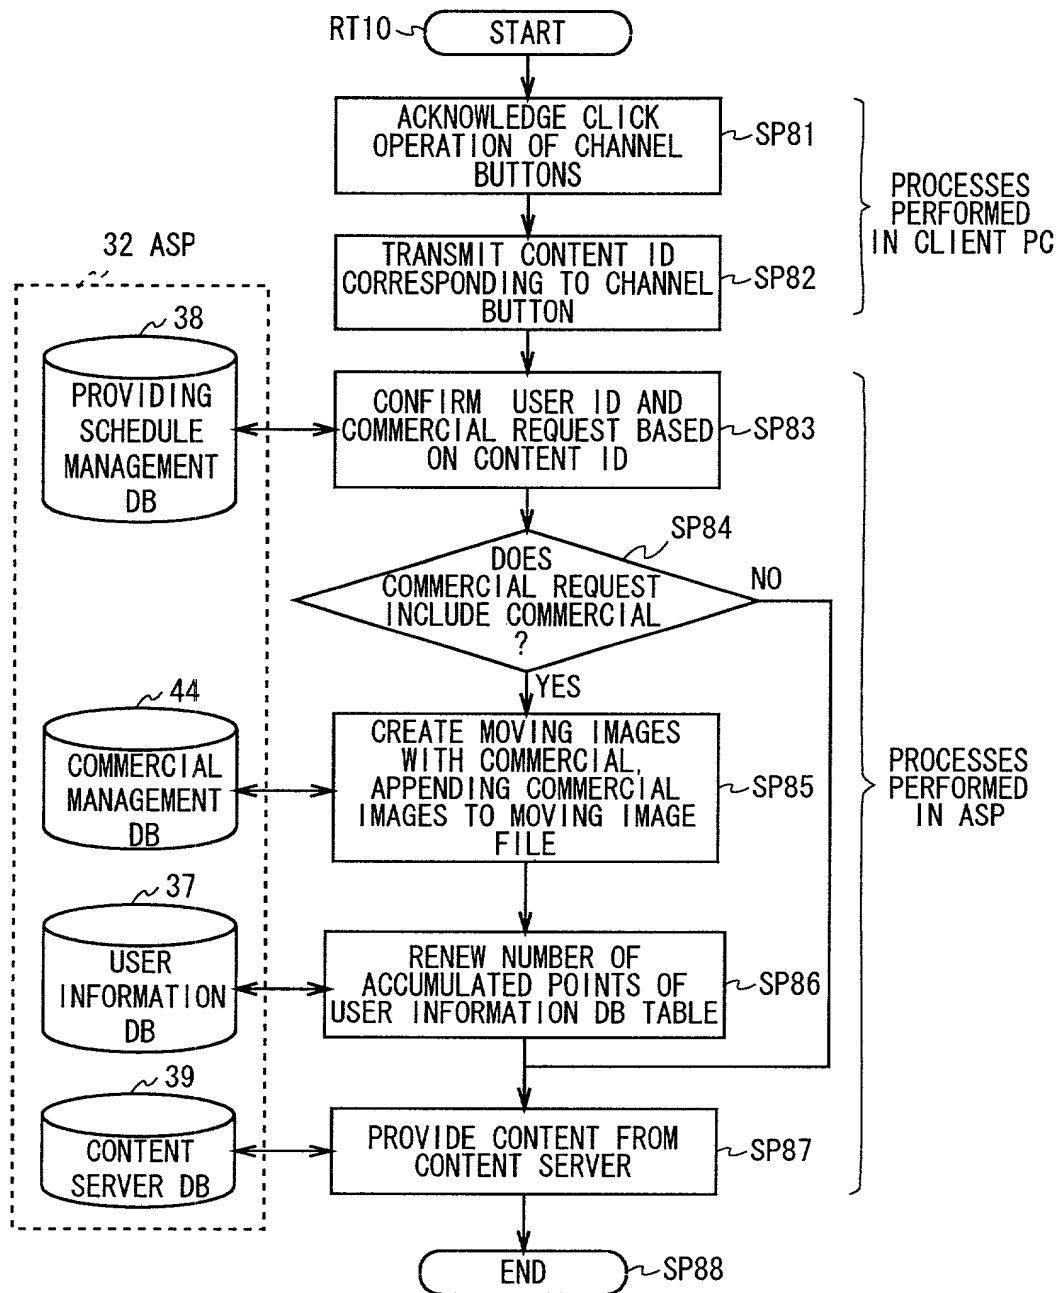 RT10
START
ACKNOWLEDGE CLICK
OPERATION OF CHANNEL
BUTTONS
SP81
TRANSMIT CONTENT ID
CORRESPONDING TO CHANNEL
BUTTON
SP82
PROCESSES
PERFORMED
IN CLIENT PC
32 ASP
38
PROVIDING
SCHEDULE
MANAGEMENT
DB
CONFIRM USER ID AND
COMMERCIAL REQUEST BASED
ON CONTENT ID
SP83
SP84
DOES
COMMERCIAL REQUEST
INCLUDE COMMERCIAL
?
NO
YES
44
COMMERCIAL
MANAGEMENT
DB
CREATE MOVING IMAGES
WITH COMMERCIAL,
APPENDING COMMERCIAL
IMAGES TO MOVING IMAGE
FILE
SP85
PROCESSES
PERFORMED
IN ASP
37
USER
INFORMATION
DB
RENEW NUMBER OF
ACCUMULATED POINTS OF
USER INFORMATION DB TABLE
SP86
39
CONTENT
SERVER DB
PROVIDE CONTENT FROM
CONTENT SERVER
SP87
END
SP88